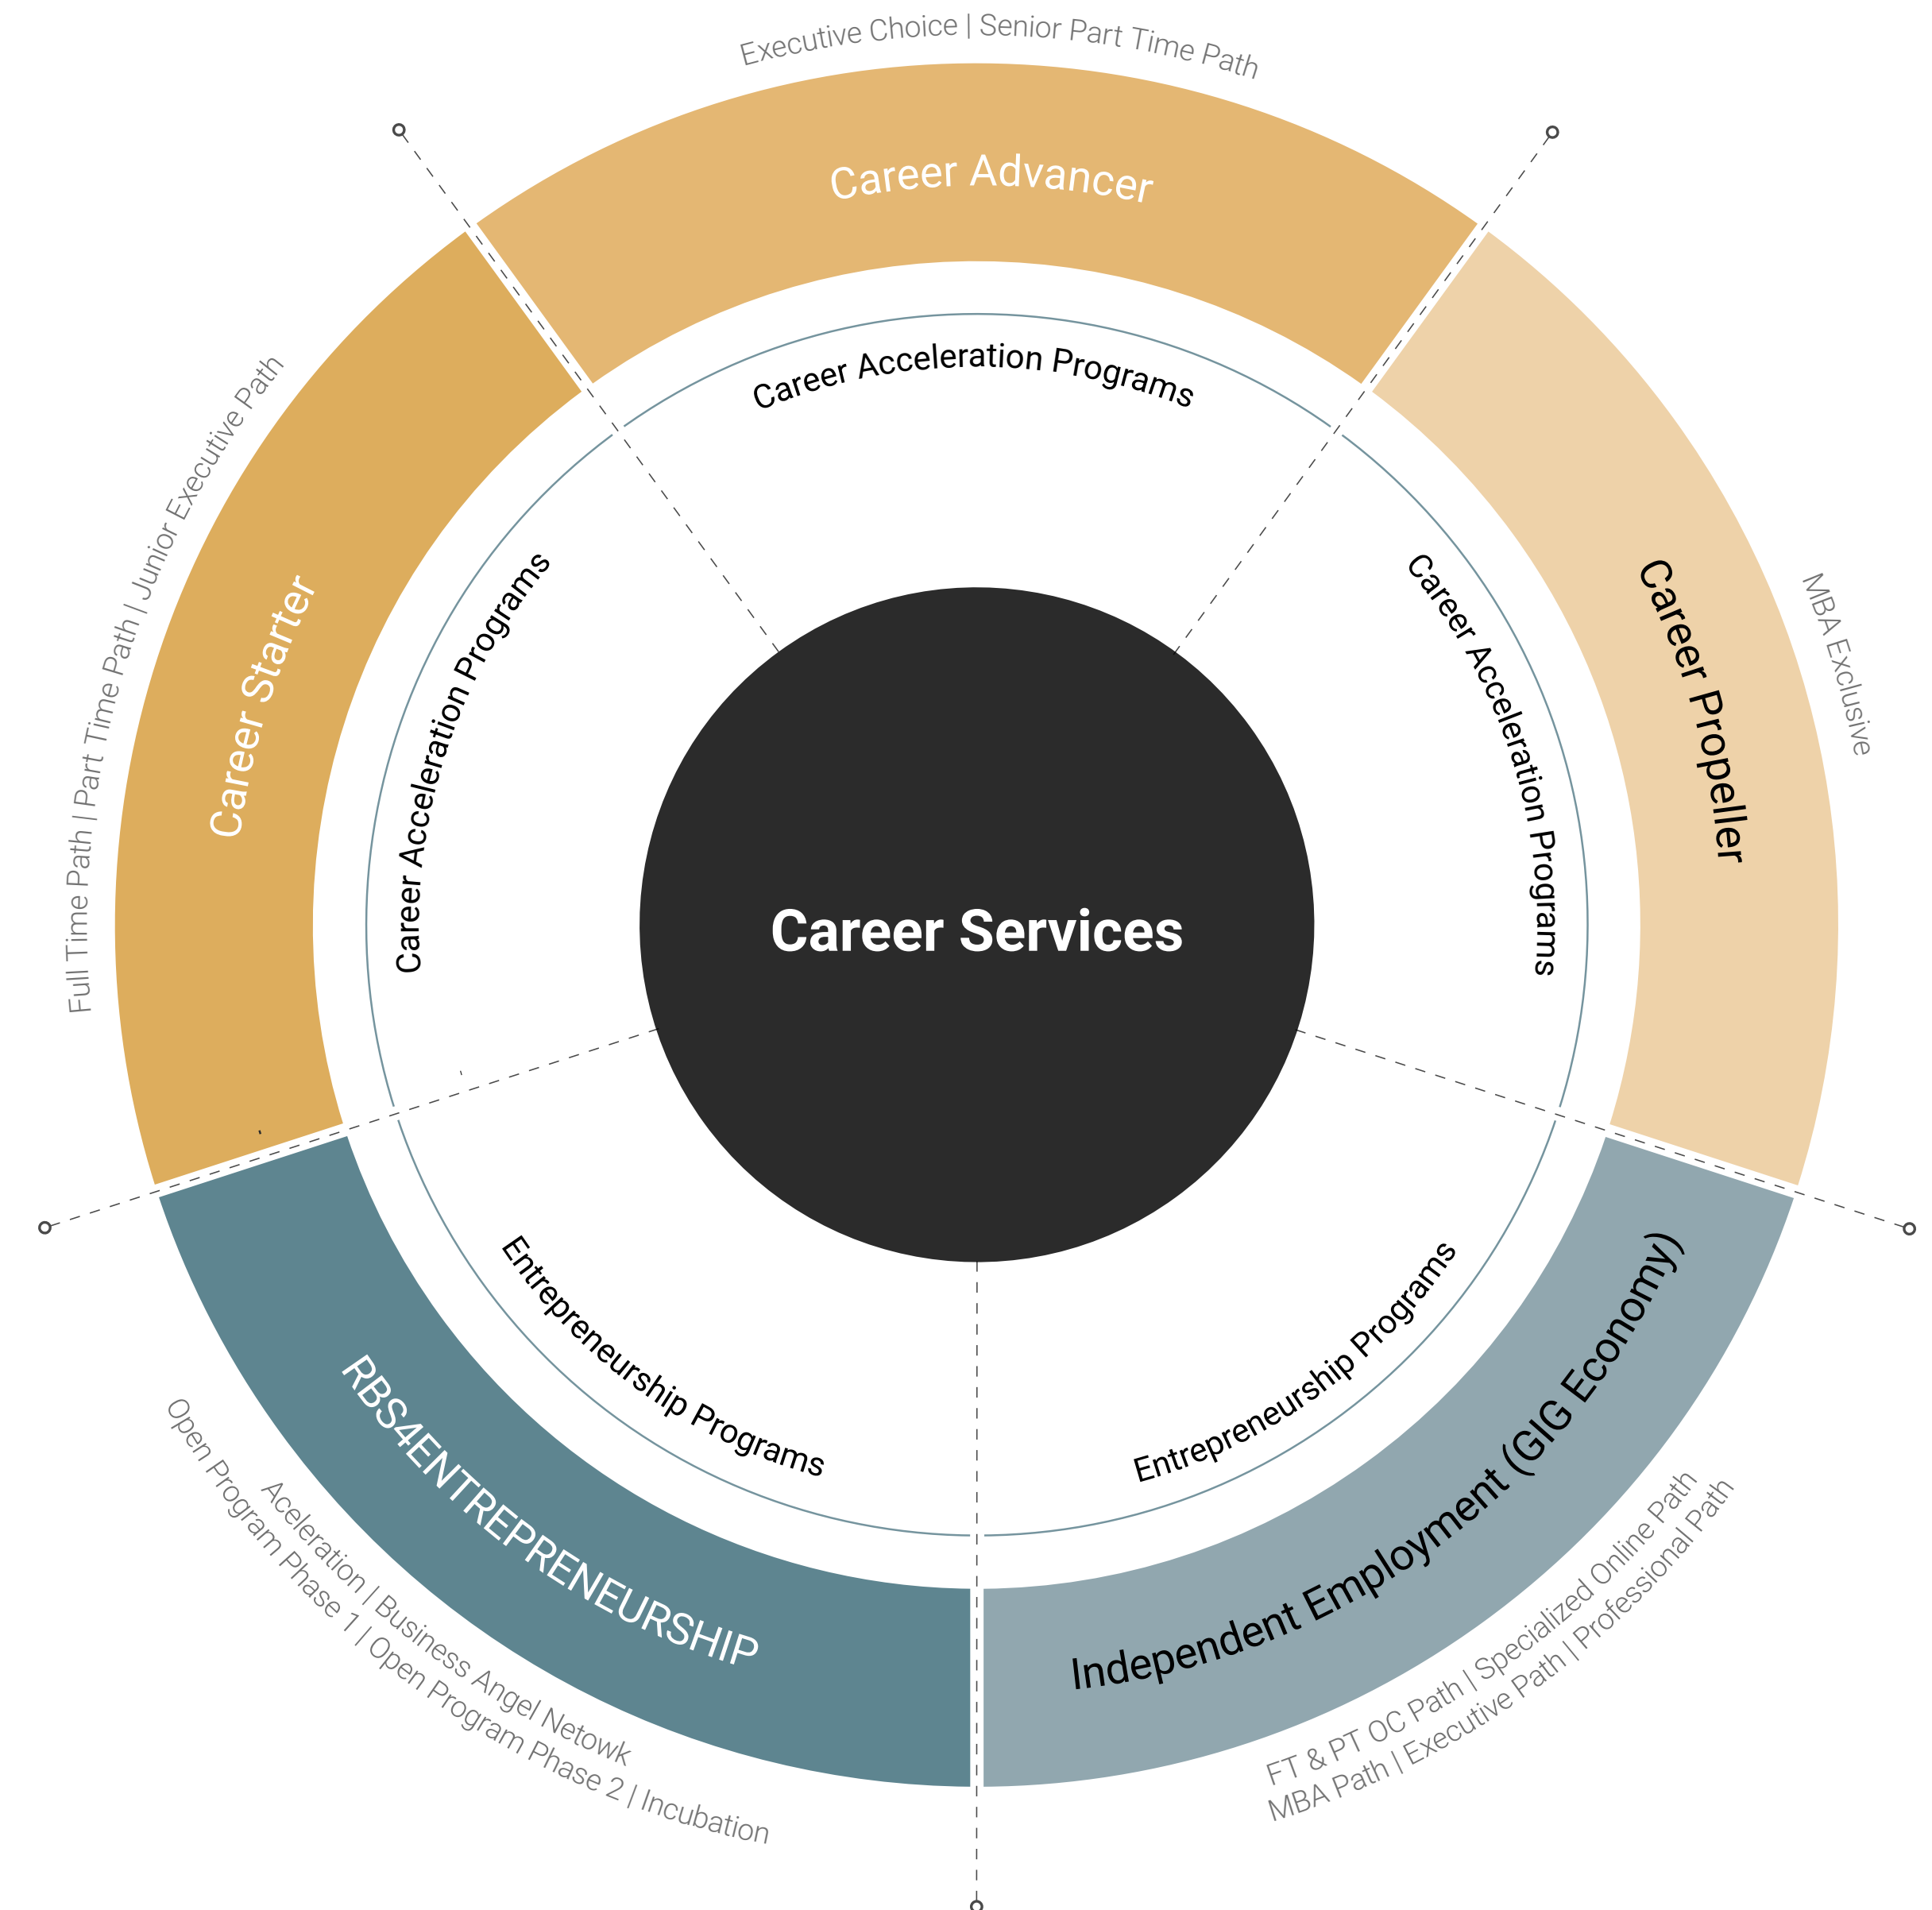 Executive Choice | Senior Part Time Path
Career Advancer
Career Acceleration Programs
MBA Exclusive
Career Propeller
Career Acceleration Programs
Full Time Path | Part Time Path | Junior Executive Path
Career Starter
Career Acceleration Programs
Career Services
Entrepreneurship Programs
Independent Employment (GIG Economy)
FT & PT OC Path | Specialized Online Path
MBA Path | Executive Path | Professional Path
Entrepreneurship Programs
RBS4ENTREPRENEURSHIP
Aceleration | Business Angel Netowk
Open Program Phase 1 | Open Program Phase 2 | Incubation